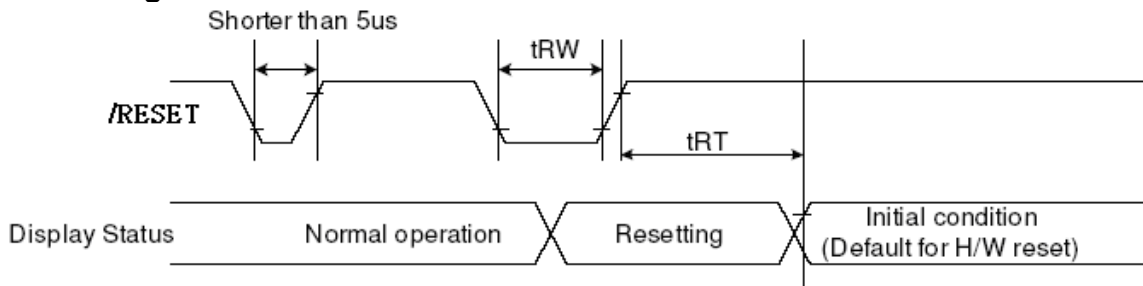 Shorter than 5us
tRW
/RESET
tRT
Display Status
Normal operation
Resetting
Initial condition
(Default for H/W reset)